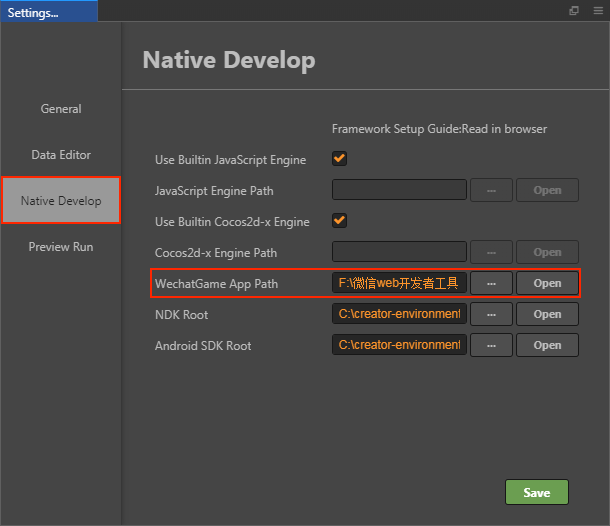 Settings...
Native Develop
General
Data Editor
Native Develop
Preview Run
Framework Setup Guide:Read in browser
Use Builtin JavaScript Engine
JavaScript Engine Path ... Open
Use Builtin Cocos2d-x Engine
Cocos2d-x Engine Path ... Open
WechatGame App Path F:\微信web开发者工具 ... Open
NDK Root C:\creator-environment ... Open
Android SDK Root C:\creator-environment ... Open
Save